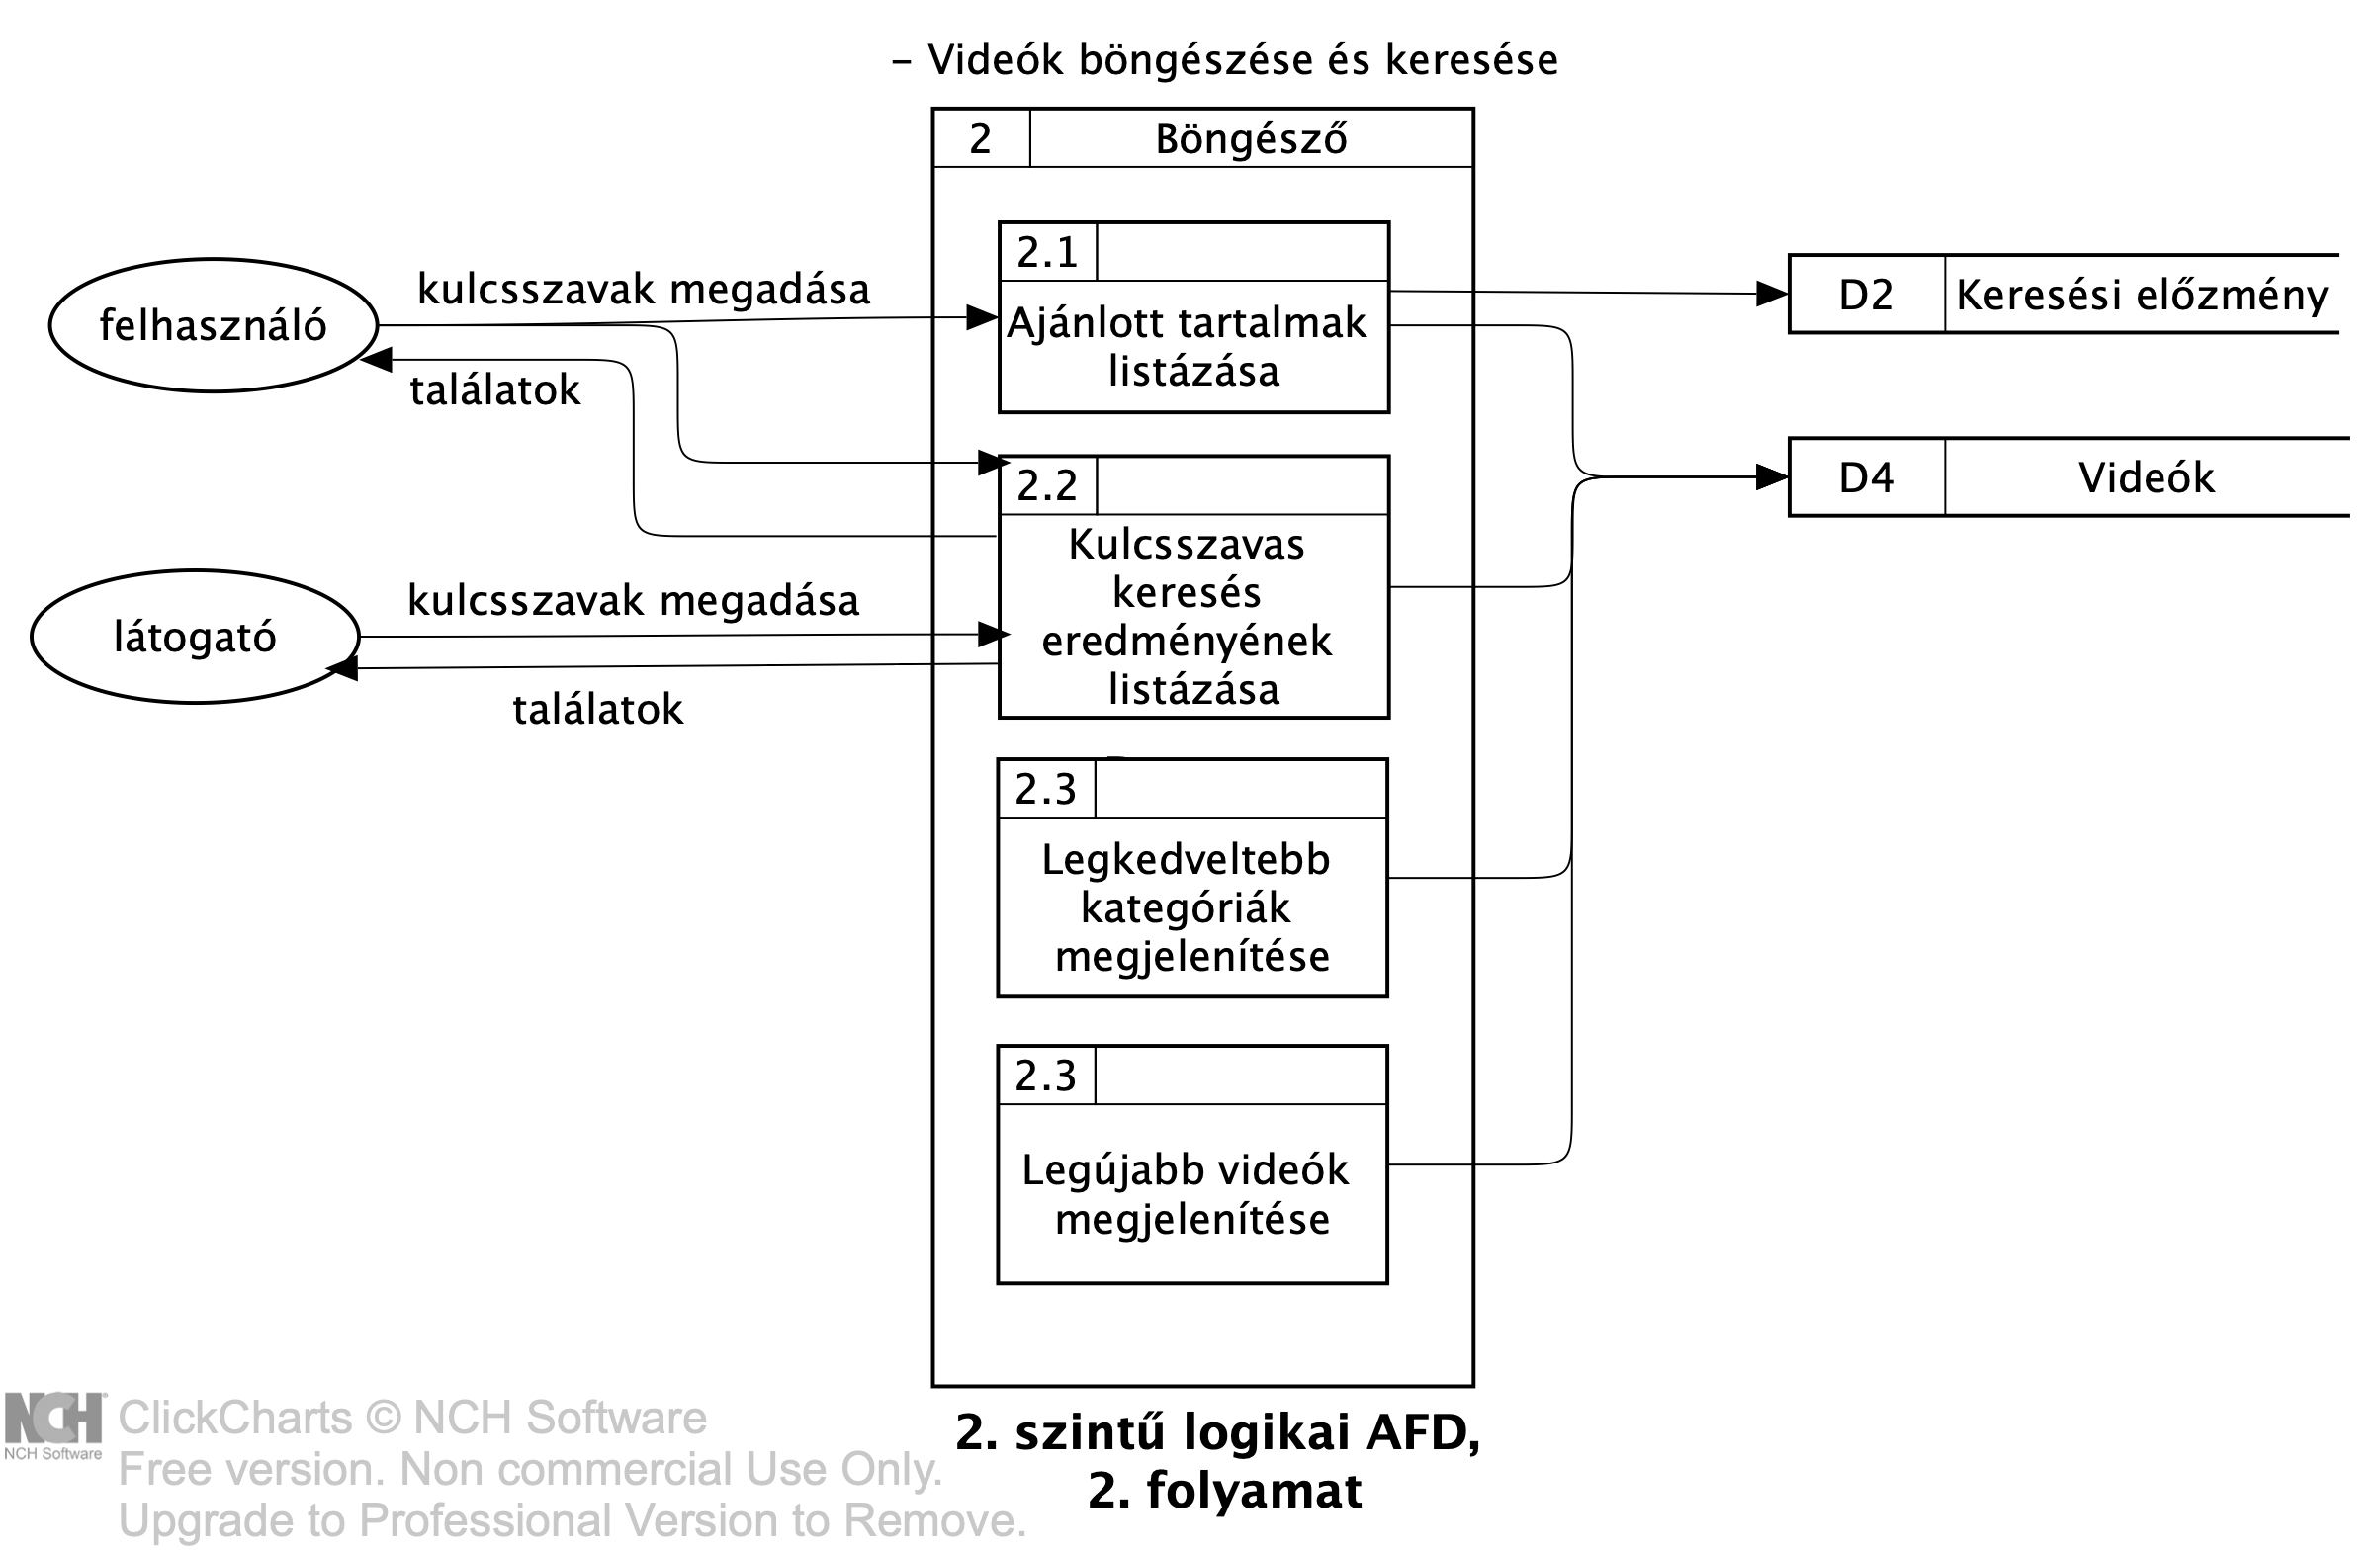 – Videók böngészése és keresése
2
Böngésző
felhasználó
kulcsszavak megadása
találatok
2.1
Ajánlott tartalmak
listázása
D2
Keresési előzmény
D4
Videók
2.2
Kulcsszavas
keresés
eredményének
listázása
látogató
kulcsszavak megadása
találatok
2.3
Legkedveltebb
kategóriák
megjelenítése
2.3
Legújabb videók
megjelenítése
2. szintű logikai AFD,
2. folyamat
NCH
NCH Software
ClickCharts © NCH Software
Free version. Non commercial Use Only.
Upgrade to Professional Version to Remove.